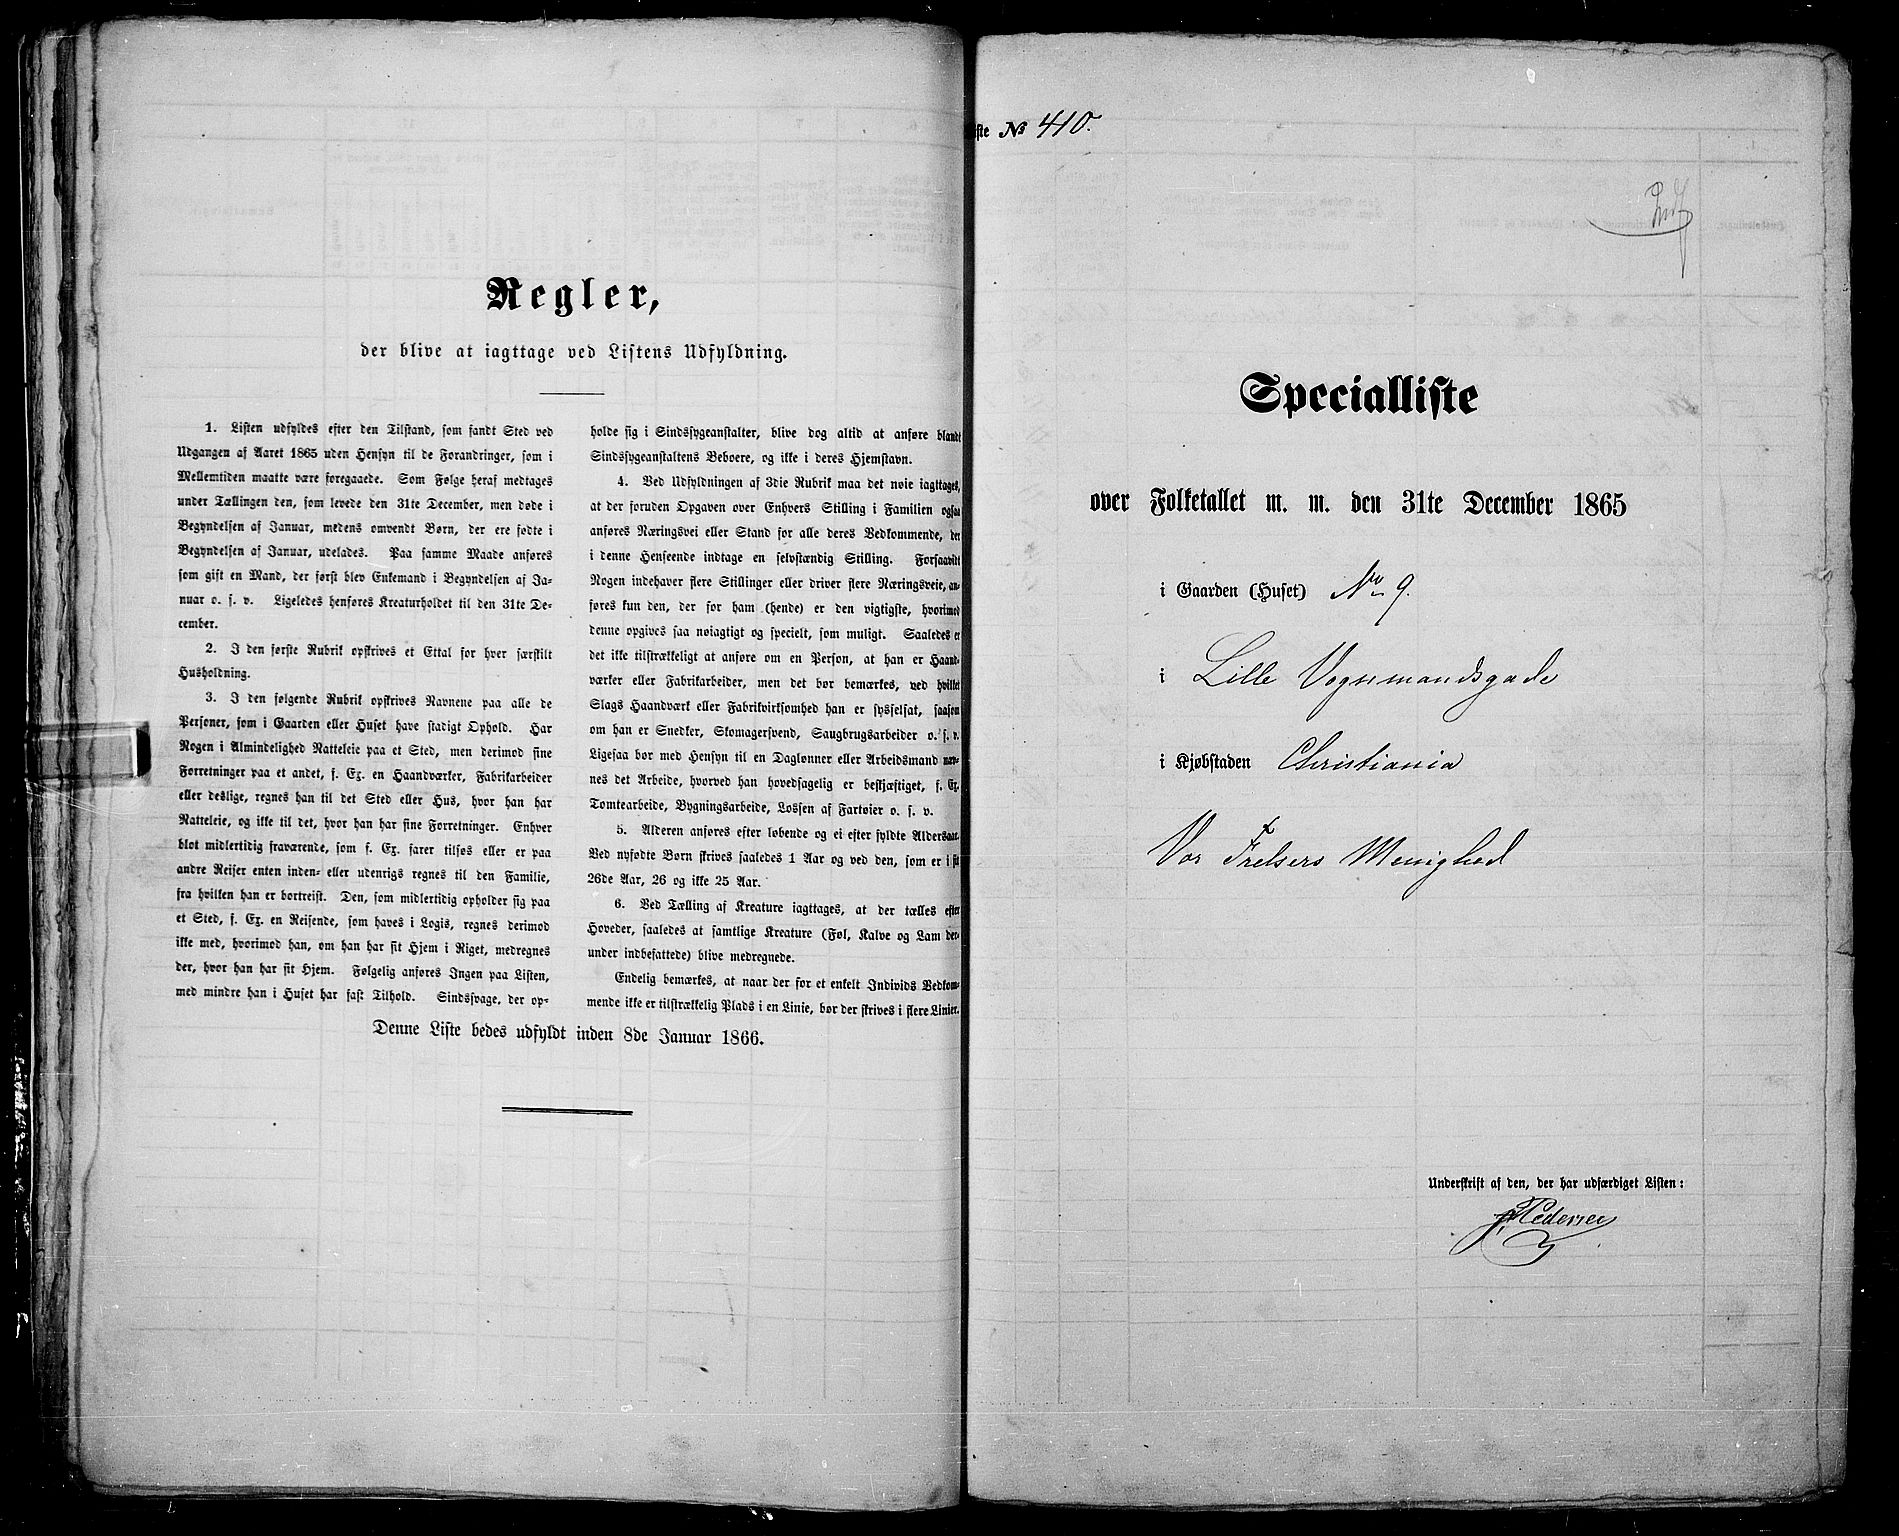 Regler,
der blive at iagttage ved Listens Udfyldning.
1. Listen udfyldes efter den Tilstand, som fandt Sted ved
Udgangen af Aaret 1865 uden Hensyn til de Forandringer, som i
Mellemtiden maatte være foregaaede. Som Følge heraf medtages
under Tællingen den, som levede den 31te December, men døde i
Begyndelsen af Januar, medens omvendt Børn, der ere fødte i
Begyndelsen af Januar, udelades. Paa samme Maade anføres
som gift en Mand, der først blev Enkemand i Begyndelsen af Ja-
nuar o. s. v. Ligeledes henføres Kreaturholdet til den 31te De-
cember.
2. I den første Rubrik opskrives et Ettal for hver særskilt
Husholdning.
3. I den følgende Rubrik opskrives Navnene paa alle de
Personer, som i Gaarden eller Huset have stadigt Ophold. Har
Nogen i Almindelighed Natteleie paa et Sted, men derimod sine
Forretninger paa et andet, f. Ex. en Haandværker, Fabrikarbeider
eller deslige, regnes han til det Sted eller Hus, hvor han har
Natteleie, og ikke til det, hvor han har sine Forretninger. Enhver
blot midlertidig fraværende, som f. Ex. farer tilsøs eller er paa
andre Reiser enten inden- eller udenrigs regnes til den Familie,
fra hvilken han er bortreist. Den, som midlertidig opholder sig paa
et Sted, f. Ex. en Reisende, som haves i Logis, regnes derimod
ikke med, hvorimod han, om han har sit Hjem i Riget, medregnes
der, hvor han har sit Hjem. Følgelig anføres Ingen paa Listen,
med mindre han i Huset har fast Tilhold. Sindssvage, der op-
holde sig i Sindssygeanstalter, blive dog altid at anføre blandt
Sindssygeanstaltens Beboere, og ikke i deres Hjemstavn.
4. Ved Udfyldningen af 3die Rubrik maa det nøie iagttages,
at der foruden Opgaven over Enhvers Stilling i Familien ogsaa
anføres Næringsvei eller Stand for alle deres Vedkommende, der
i denne Henseende indtage en selvstændig Stilling. Forsaavidt
Nogen indehaver flere Stillinger eller driver flere Næringsveie, an-
føres kun den, der for ham (hende) er den vigtigste, hvorimod
denne opgives saa nøiagtigt og specielt, som muligt. Saaledes er
det ikke tilstrækkeligt at anføre om en Person, at han er Haand-
værker eller Fabrikarbeider, men det bør bemærkes, ved hvilket
Slags Haandværk eller Fabrikvirksomhed han er sysselsat, saasom
om han er Snedker, Skomagersvend, Saugbrugsarbeider o. s. v.
Ligesaa bør med Hensyn til en Daglønner eller Arbeidsmand næv-
nes det Arbeide, hvorved han hovedsagelig er beskjæftiget, f. Ex.
Tomtearbeide, Bygningsarbeide, Lossen af Fartøier o. s. v.
5. Alderen anføres efter løbende og ei efter fyldte Aldersaar.
Ved nyfødte Børn skrives saaledes 1 Aar og ved den, som er i sit
26de Aar, 26 og ikke 25 Aar.
6. Ved Tælling af Kreature iagttages, at der tælles efter
Hoveder, saaledes at samtlige Kreature (Føl, Kalve og Lam der-
under indbefattede) blive medregnede.
Endelig bemærkes, at naar der for et enkelt Individs Vedkom-
mende ikke er tilstrækkelig Plads i en Linie, bør der skrives i flere Linier.
Denne Liste bedes udfyldt inden 8de Januar 1866.
ste No 410.
Specialliste
over Folketallet m. m. den 31te December 1865
i Gaarden (Huset) No 9.
i Lille Vognmandsgade
i Kjøbstaden Christiania
Vor Frelsers Menighed
Underskrift af den, der har udfærdiget Listen:
Pedersen